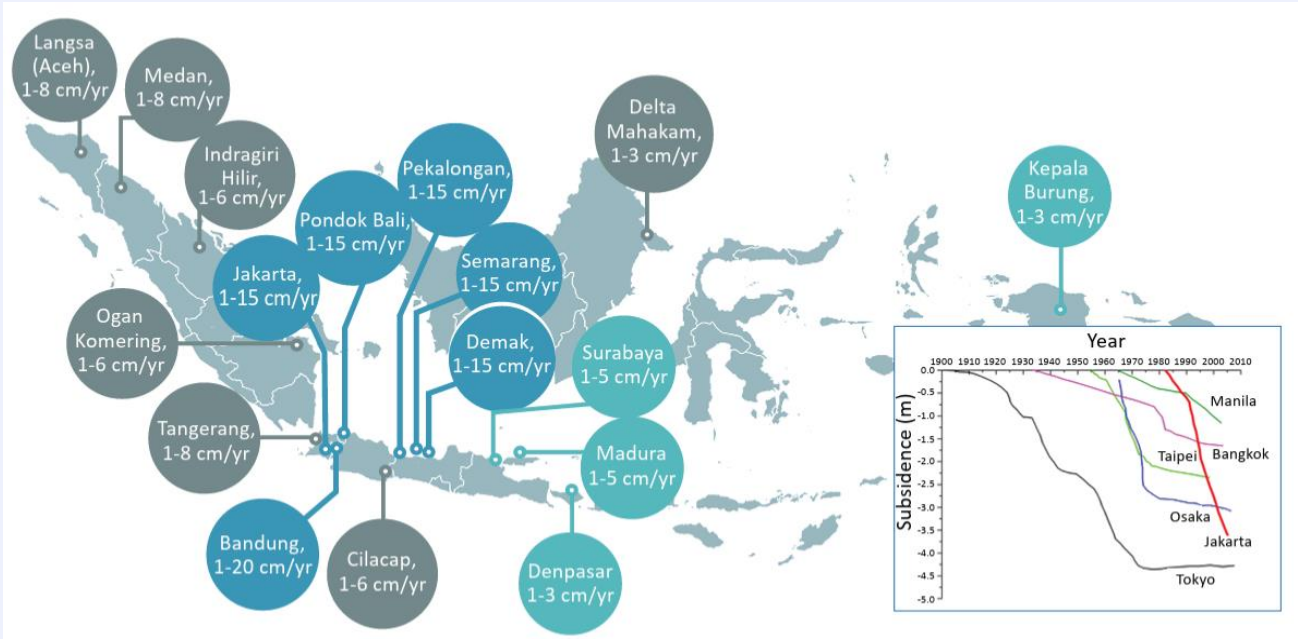 Langsa
(Aceh),
1-8 cm/yr
Medan,
1-8 cm/yr
Indragiri
Hilir,
1-6 cm/yr
Pekalongan,
1-15 cm/yr
Pondok Bali,
1-15 cm/yr
Jakarta,
1-15 cm/yr
Semarang,
1-15 cm/yr
Demak,
1-15 cm/yr
Delta
Mahakam,
1-3 cm/yr
Kepala
Burung,
1-3 cm/yr
Ogan
Komering,
1-6 cm/yr
Surabaya
1-5 cm/yr
Tangerang,
1-8 cm/yr
Madura
1-5 cm/yr
Bandung,
1-20 cm/yr
Cilacap,
1-6 cm/yr
Denpasar
1-3 cm/yr
Year
1900 1910 1920 1930 1940 1950 1960 1970 1980 1990 2000 2010
Subsidence (m)
0.0
-0.5
-1.0
-1.5
-2.0
-2.5
-3.0
-3.5
-4.0
-4.5
-5.0
Manila
Taipei
Bangkok
Osaka
Jakarta
Tokyo